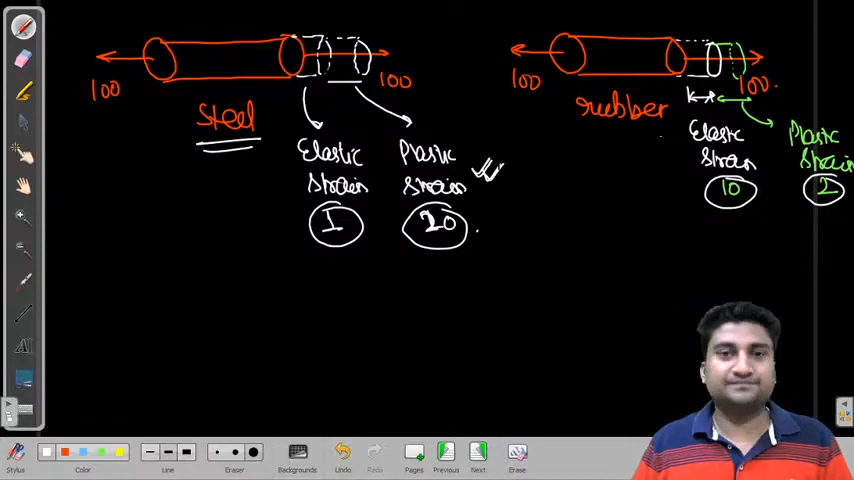 100
100
steel
Elastic
Strain
1
Plastic
Strain
20
100
100
rubber
Elastic
Strain
10
Plastic
Strain
2
Stylus
Color
Line
Eraser
Backgrounds
Undo
Redo
Pages
Previous
Next
Erase